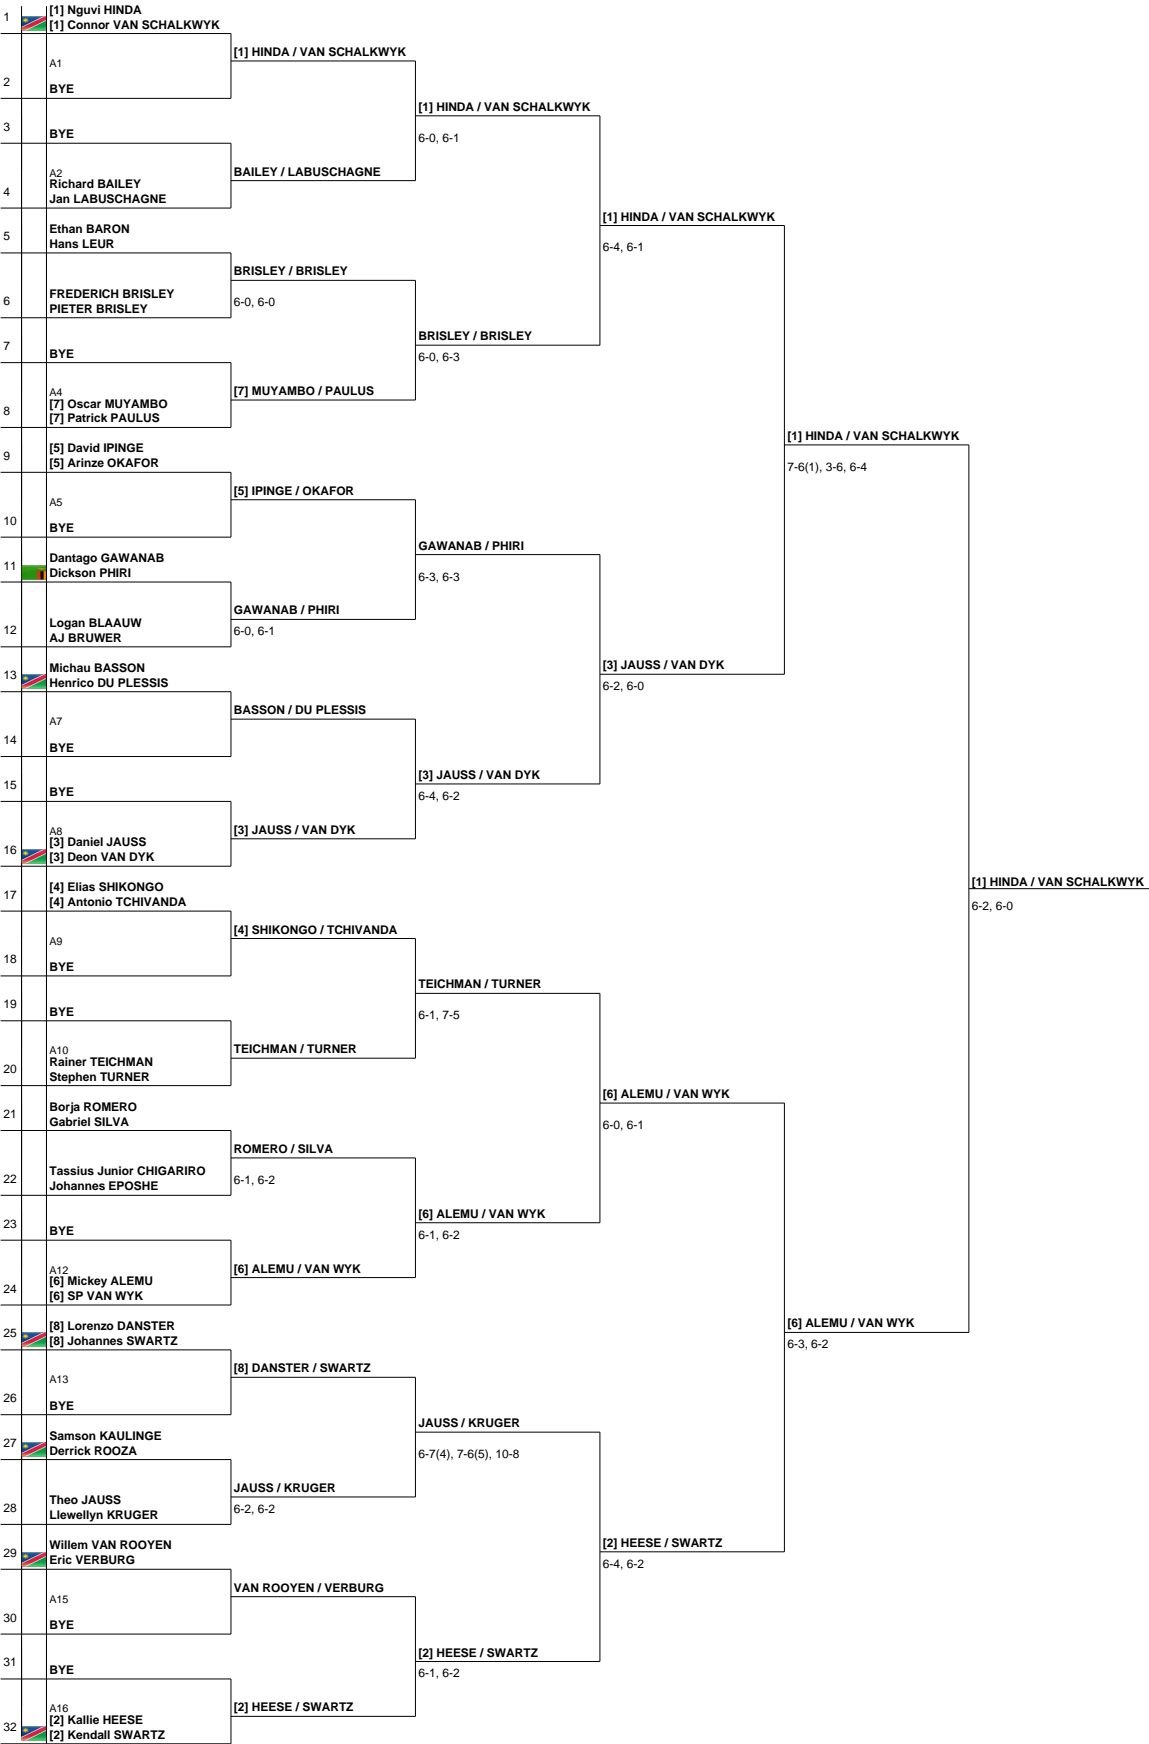 1
[1] Nguvi HINDA
[1] Connor VAN SCHALKWYK
[1] HINDA / VAN SCHALKWYK
A1
2
BYE
[1] HINDA / VAN SCHALKWYK
6-0, 6-1
3
BYE
BAILEY / LABUSCHAGNE
A2
Richard BAILEY
4
Jan LABUSCHAGNE
[1] HINDA / VAN SCHALKWYK
6-4, 6-1
5
Ethan BARON
Hans LEUR
BRISLEY / BRISLEY
6-0, 6-0
6
FREDERICH BRISLEY
PIETER BRISLEY
BRISLEY / BRISLEY
6-0, 6-3
7
BYE
[7] MUYAMBO / PAULUS
A4
[7] Oscar MUYAMBO
8
[7] Patrick PAULUS
[1] HINDA / VAN SCHALKWYK
7-6(1), 3-6, 6-4
9
[5] David IPINGE
[5] Arinze OKAFOR
[5] IPINGE / OKAFOR
A5
10
BYE
GAWANAB / PHIRI
6-3, 6-3
11
Dantago GAWANAB
Dickson PHIRI
GAWANAB / PHIRI
6-0, 6-1
12
Logan BLAAUW
AJ BRUWER
[3] JAUSS / VAN DYK
6-2, 6-0
13
Michau BASSON
Henrico DU PLESSIS
BASSON / DU PLESSIS
A7
14
BYE
[3] JAUSS / VAN DYK
6-4, 6-2
15
BYE
[3] JAUSS / VAN DYK
A8
[3] Daniel JAUSS
16
[3] Deon VAN DYK
[1] HINDA / VAN SCHALKWYK
6-2, 6-0
17
[4] Elias SHIKONGO
[4] Antonio TCHIVANDA
[4] SHIKONGO / TCHIVANDA
A9
18
BYE
TEICHMAN / TURNER
6-1, 7-5
19
BYE
TEICHMAN / TURNER
A10
Rainer TEICHMAN
20
Stephen TURNER
[6] ALEMU / VAN WYK
6-0, 6-1
21
Borja ROMERO
Gabriel SILVA
ROMERO / SILVA
6-1, 6-2
22
Tassius Junior CHIGARIRO
Johannes EPOSHE
[6] ALEMU / VAN WYK
6-1, 6-2
23
BYE
[6] ALEMU / VAN WYK
A12
[6] Mickey ALEMU
24
[6] SP VAN WYK
[6] ALEMU / VAN WYK
6-3, 6-2
25
[8] Lorenzo DANSTER
[8] Johannes SWARTZ
[8] DANSTER / SWARTZ
A13
26
BYE
JAUSS / KRUGER
6-7(4), 7-6(5), 10-8
27
Samson KAULINGE
Derrick ROOZA
JAUSS / KRUGER
6-2, 6-2
28
Theo JAUSS
Llewellyn KRUGER
[2] HEESE / SWARTZ
6-4, 6-2
29
Willem VAN ROOYEN
Eric VERBURG
VAN ROOYEN / VERBURG
A15
30
BYE
[2] HEESE / SWARTZ
6-1, 6-2
31
BYE
[2] HEESE / SWARTZ
A16
[2] Kallie HEESE
32
[2] Kendall SWARTZ